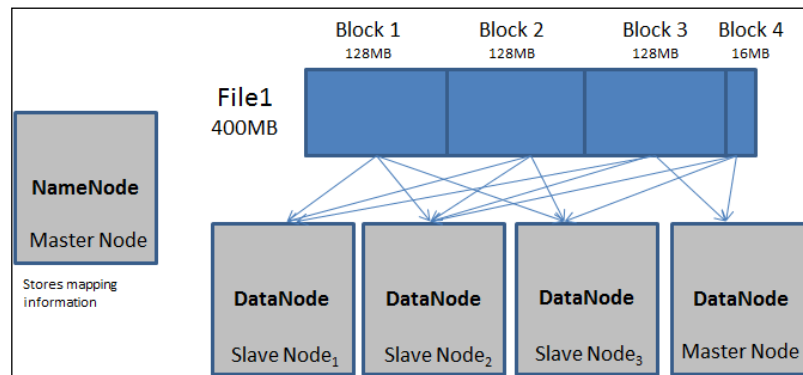 Block 1 Block 2 Block 3 Block 4
128MB 128MB 128MB 16MB
File1
400MB
NameNode
Master Node
Stores mapping
information
DataNode DataNode DataNode DataNode
Slave Node₁ Slave Node₂ Slave Node₃ Master Node